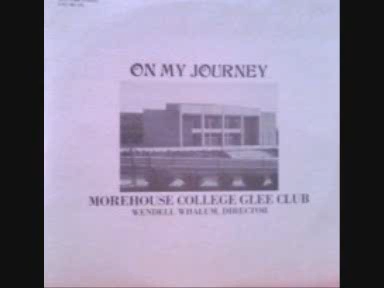 ON MY JOURNEY
MOREHOUSE COLLEGE GLEE CLUB
WENDELL WHALUM, DIRECTOR